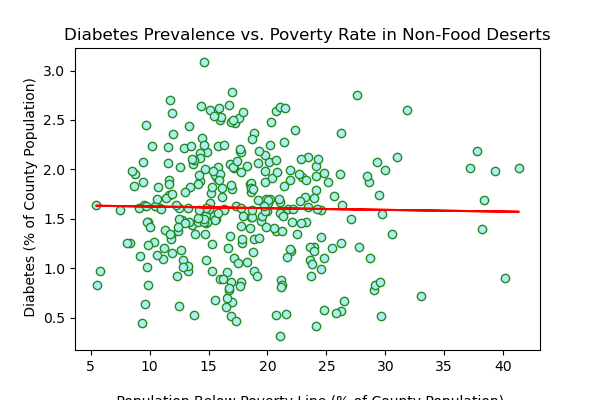 Diabetes Prevalence vs. Poverty Rate in Non-Food Deserts
Diabetes (% of County Population)
3.0
2.5
2.0
1.5
1.0
0.5
5 10 15 20 25 30 35 40
Population Below Poverty Line (% of County Population)